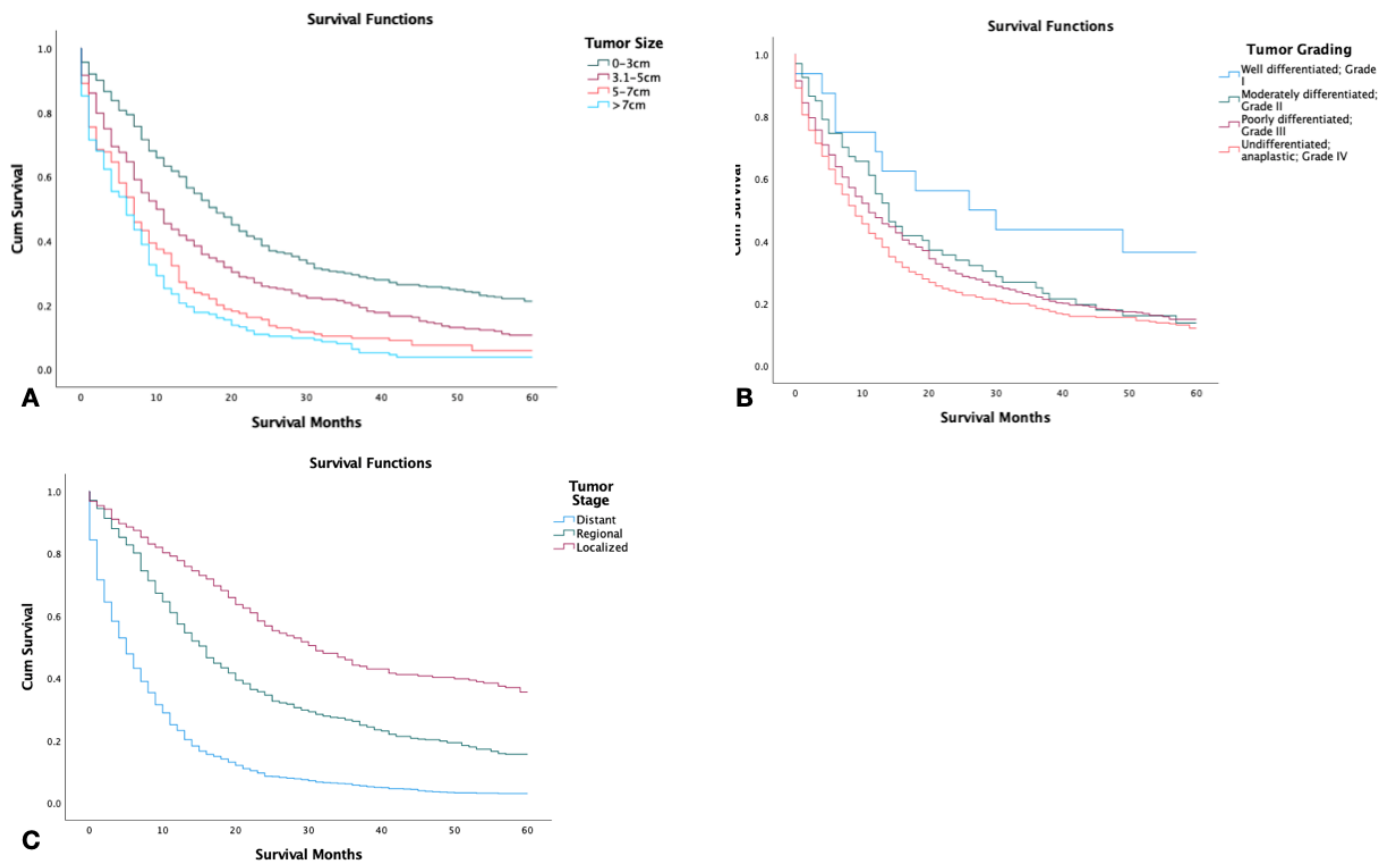 Survival Functions
Tumor Size
0-3cm
3.1-5cm
5-7cm
>7cm
1.0
0.8
0.6
0.4
0.2
0.0
Cum Survival
0
10
20
30
40
50
60
Survival Months
A
Survival Functions
Tumor Grading
Well differentiated; Grade
I
Moderately differentiated;
Grade II
Poorly differentiated;
Grade III
Undifferentiated;
anaplastic; Grade IV
1.0
0.8
0.6
0.4
0.2
0.0
Cum Survival
0
10
20
30
40
50
60
Survival Months
B
Survival Functions
Tumor
Stage
Distant
Regional
Localized
1.0
0.8
0.6
0.4
0.2
0.0
Cum Survival
0
10
20
30
40
50
60
Survival Months
C